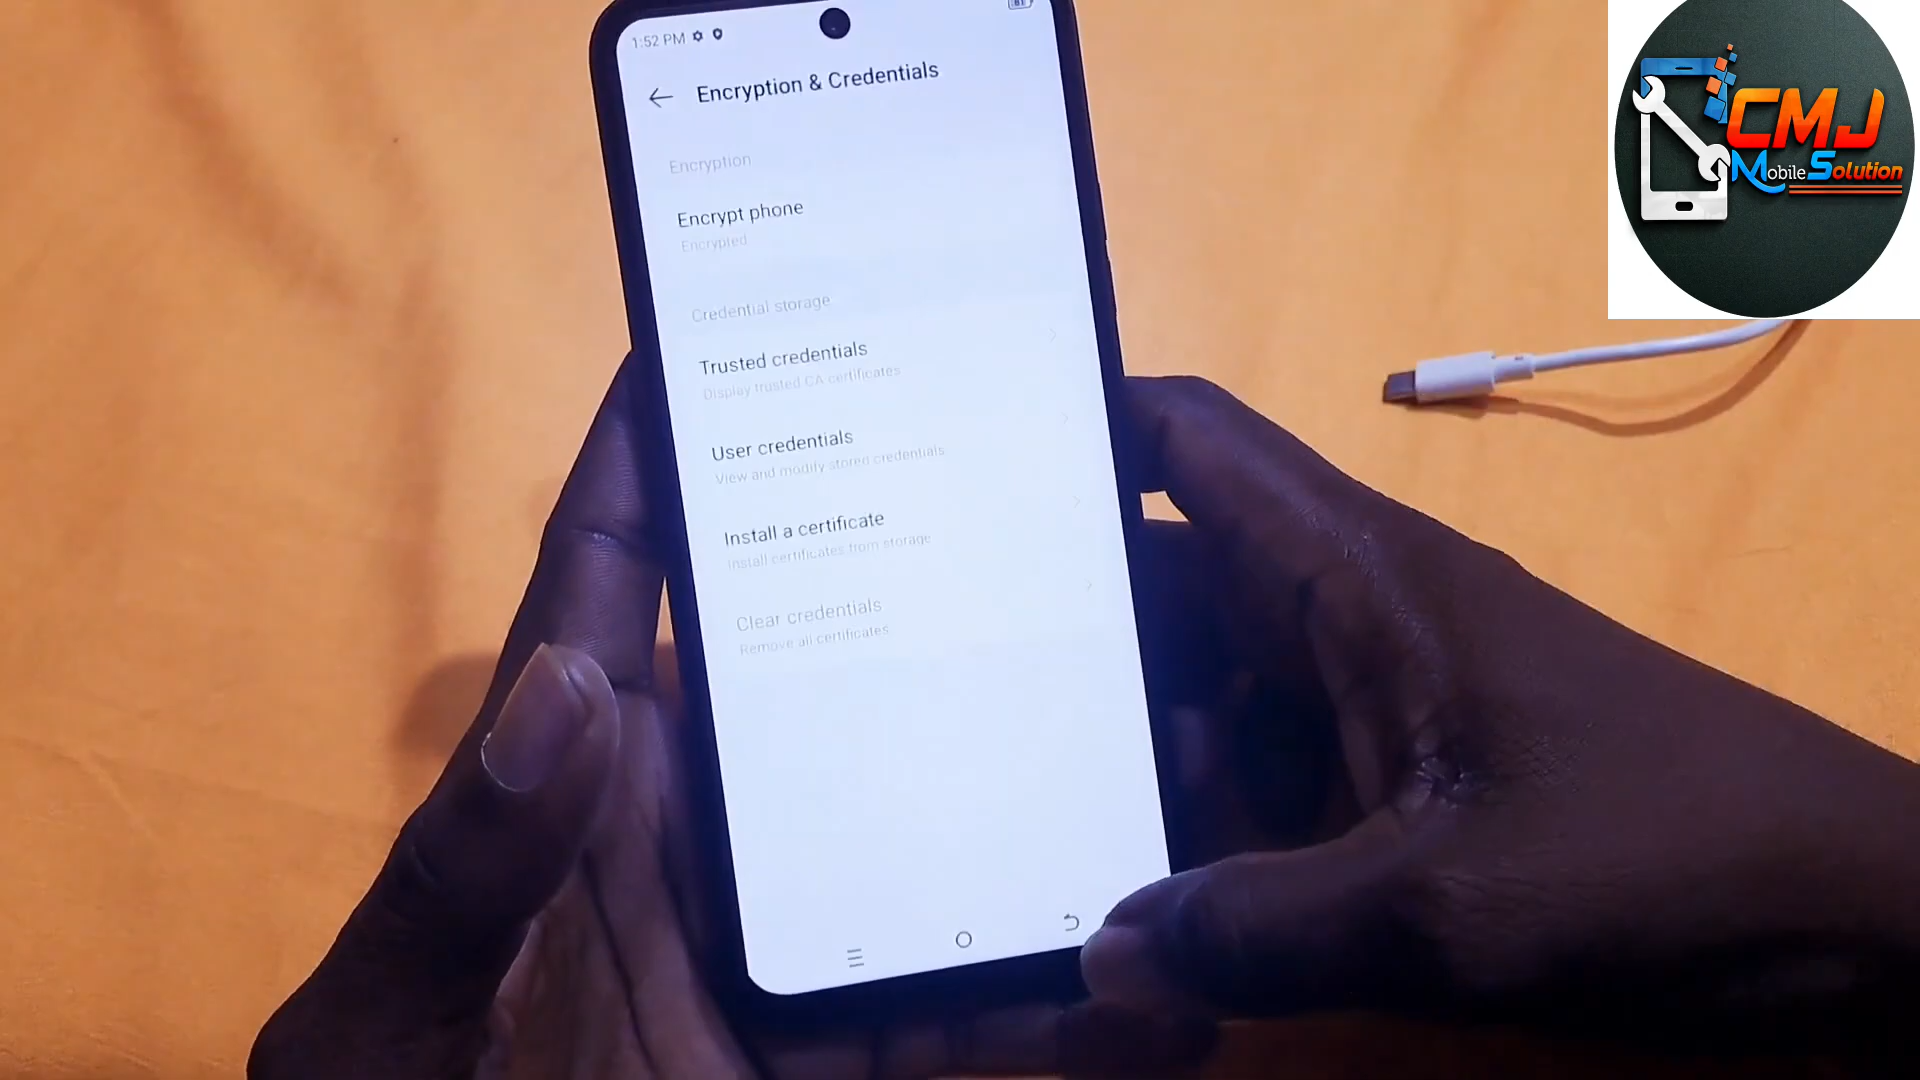 1:52 PM
81
Encryption & Credentials
Encryption
Encrypt phone
Encrypted
Credential storage
Trusted credentials
Display trusted CA certificates
User credentials
View and modify stored credentials
Install a certificate
Install certificates from storage
Clear credentials
Remove all certificates
CMJ
Mobile Solution